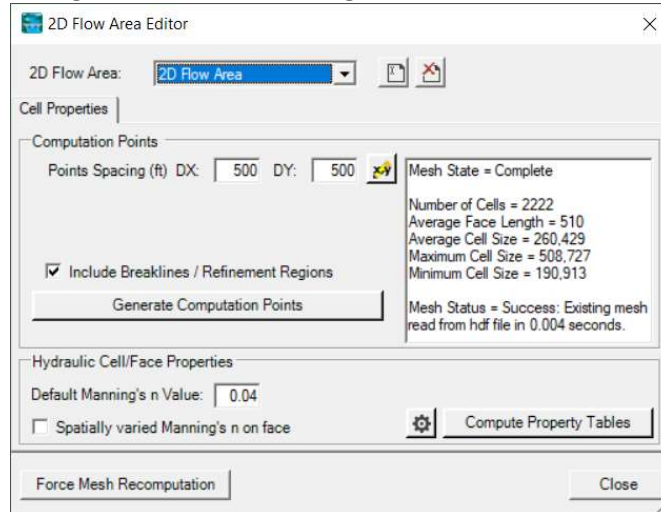 2D Flow Area Editor
2D Flow Area: 2D Flow Area
Cell Properties
Computation Points
Points Spacing (ft) DX: 500 DY: 500
Mesh State = Complete
Number of Cells = 2222
Average Face Length = 510
Average Cell Size = 260,429
Maximum Cell Size = 508,727
Minimum Cell Size = 190,913
Mesh Status = Success: Existing mesh
read from hdf file in 0.004 seconds.
Include Breaklines / Refinement Regions
Generate Computation Points
Hydraulic Cell/Face Properties
Default Manning's n Value: 0.04
Spatially varied Manning's n on face
Compute Property Tables
Force Mesh Recomputation
Close